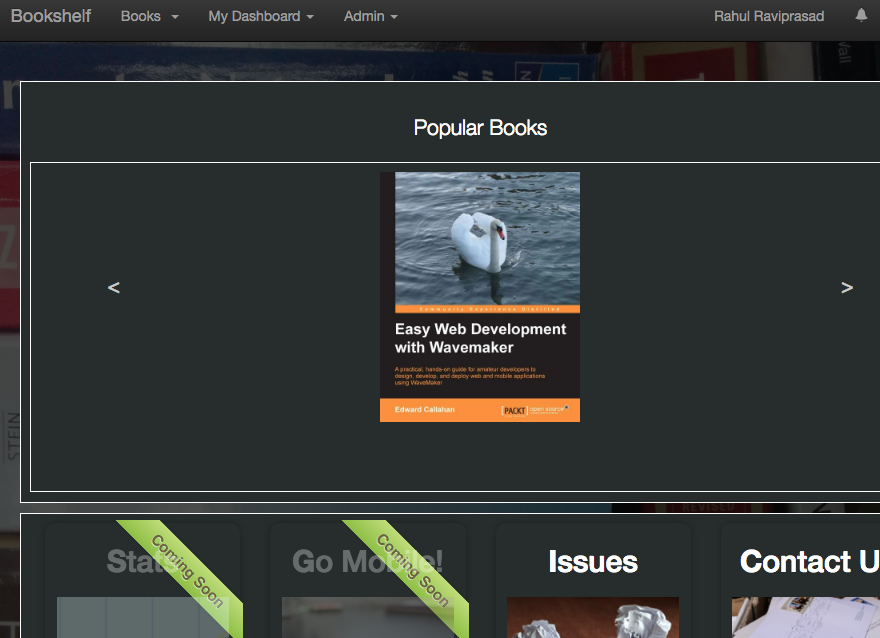 Bookshelf Books My Dashboard Admin Rahul Raviprasad
Popular Books
< >
Community Experience Distilled
Easy Web Development
with Wavemaker
A practical, hands-on guide for amateur developers to
design, develop, and deploy web and mobile applications
using WaveMaker
Edward Callahan
[PACKT] open source*
Stats
Coming Soon
Go Mobile!
Coming Soon
Issues
Contact U
STEIN
REVISED